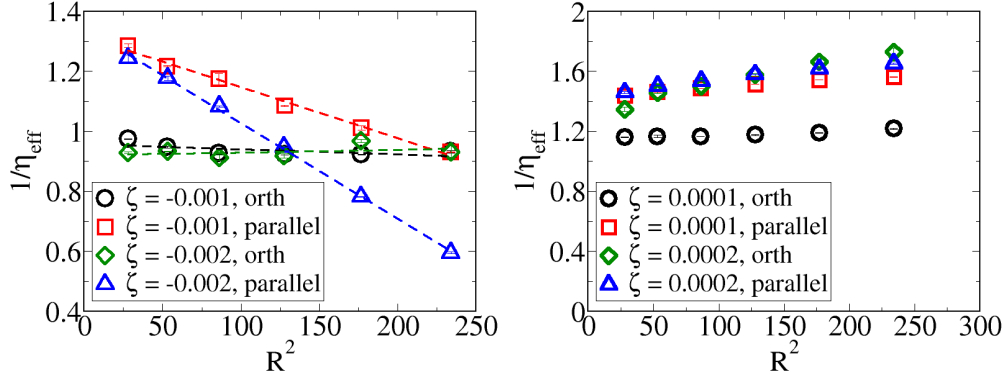 1.4
1.2
1
0.8
0.6
0.4
1/η_eff
ζ = -0.001, orth
ζ = -0.001, parallel
ζ = -0.002, orth
ζ = -0.002, parallel
0 50 100 150 200 250
R²
2
1.6
1.2
0.8
0.4
0
1/η_eff
ζ = 0.0001, orth
ζ = 0.0001, parallel
ζ = 0.0002, orth
ζ = 0.0002, parallel
0 50 100 150 200 250 300
R²